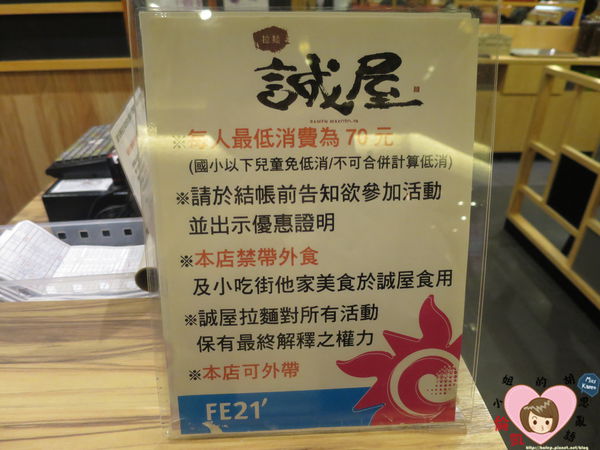 拉麵
誠屋
RAMEN MAKOTO-YA
※每人最低消費為 70 元
(國小以下兒童免低消/不可合併計算低消)
※請於結帳前告知欲參加活動
並出示優惠證明
※本店禁帶外食
及小吃街他家美食於誠屋食用
※誠屋拉麵對所有活動
保有最終解釋之權力
※本店可外帶
FE21'